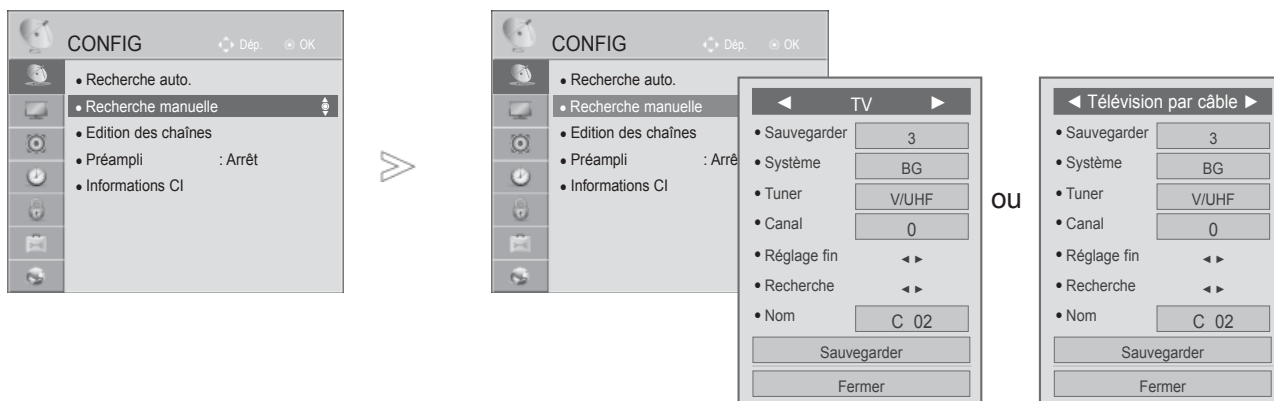 CONFIG
Dép. OK
• Recherche auto.
• Recherche manuelle
• Edition des chaînes
• Préampli : Arrêt
• Informations CI
CONFIG
Dép. OK
• Recherche auto.
• Recherche manuelle
• Edition des chaînes
• Préampli : Arrê
• Informations CI
◄ TV ►
• Sauvegarder 3
• Système BG
• Tuner V/UHF
• Canal 0
• Réglage fin ◄ ►
• Recherche ◄ ►
• Nom C 02
Sauvegarder
Fermer
ou
◄ Télévision par câble ►
• Sauvegarder 3
• Système BG
• Tuner V/UHF
• Canal 0
• Réglage fin ◄ ►
• Recherche ◄ ►
• Nom C 02
Sauvegarder
Fermer